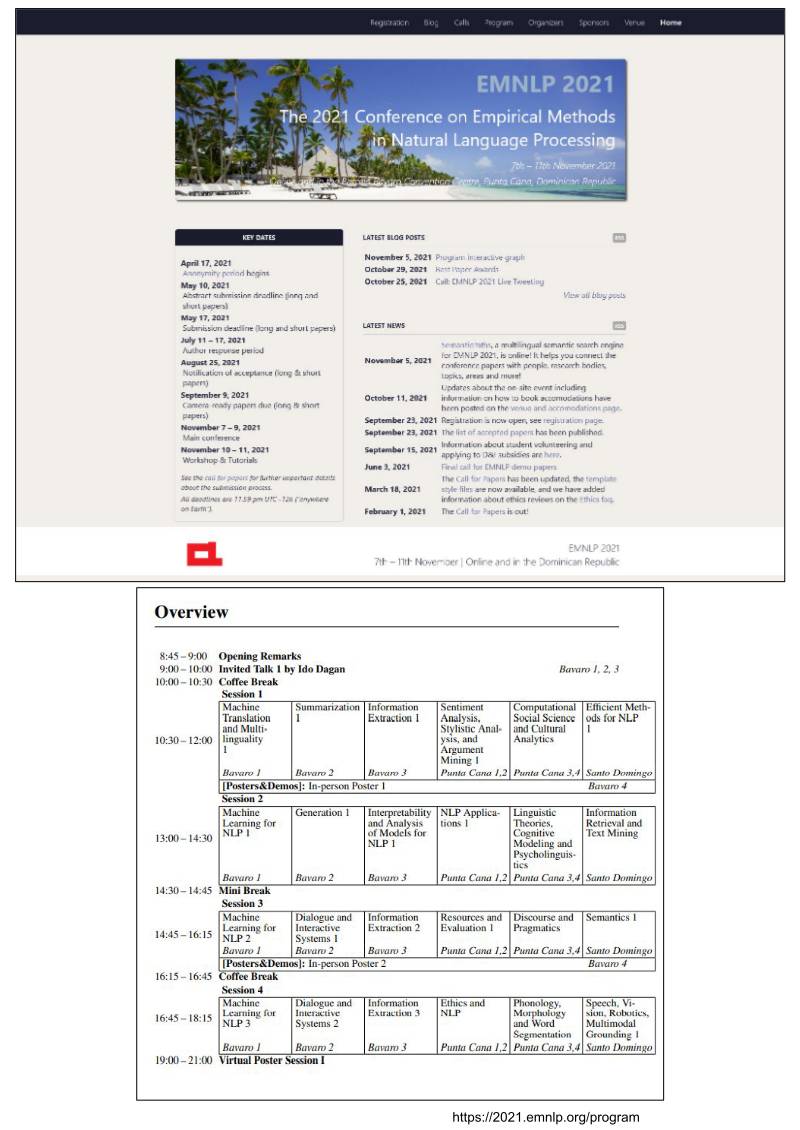 Registration Blog Calls Program Organizers Sponsors Venue Home
EMNLP 2021
The 2021 Conference on Empirical Methods
in Natural Language Processing
7th – 11th November 2021
Convention Centre, Punta Cana, Dominican Republic
KEY DATES
April 17, 2021
Anonymity period begins
May 10, 2021
Abstract submission deadline (long and
short papers)
May 17, 2021
Submission deadline (long and short papers)
July 11 – 17, 2021
Author response period
August 25, 2021
Notification of acceptance (long & short
papers)
September 9, 2021
Camera-ready papers due (long & short
papers)
November 7 – 9, 2021
Main conference
November 10 – 11, 2021
Workshop & Tutorials
See the call for papers for further important details
about the submission process.
All deadlines are 11.59 pm UTC -12h ("anywhere
on Earth").
LATEST BLOG POSTS RSS
November 5, 2021 Program interactive graph
October 29, 2021 Best Paper Awards
October 25, 2021 Call: EMNLP 2021 Live Tweeting
View all blog posts
LATEST NEWS RSS
November 5, 2021
a multilingual semantic search engine
for EMNLP 2021, is online! It helps you connect the
conference papers with people, research bodies,
topics, areas and more!
October 11, 2021
Updates about the on-site event including
information on how to book accomodations have
been posted on the venue and accomodations page.
September 23, 2021 Registration is now open, see registration page.
September 23, 2021 The list of accepted papers has been published.
September 15, 2021
Information about student volunteering and
applying to D&I subsidies are here.
June 3, 2021 Final call for EMNLP demo papers
March 18, 2021
The Call for Papers has been updated, the template
style files are now available, and we have added
information about ethics reviews on the Ethics faq.
February 1, 2021 The Call for Papers is out!
EMNLP 2021
7th – 11th November | Online and in the Dominican Republic
Overview
8:45 – 9:00 Opening Remarks
9:00 – 10:00 Invited Talk 1 by Ido Dagan Bavaro 1, 2, 3
10:00 – 10:30 Coffee Break
Session 1
10:30 – 12:00
Machine
Translation
and Multi-
linguality
1
Bavaro 1
Summarization
1
Bavaro 2
Information
Extraction 1
Bavaro 3
Sentiment
Analysis,
Stylistic Anal-
ysis, and
Argument
Mining 1
Punta Cana 1,2
Computational
Social Science
and Cultural
Analytics
Punta Cana 3,4
Efficient Meth-
ods for NLP
1
Santo Domingo
[Posters&Demos]: In-person Poster 1 Bavaro 4
Session 2
13:00 – 14:30
Machine
Learning for
NLP 1
Bavaro 1
Generation 1
Bavaro 2
Interpretability
and Analysis
of Models for
NLP 1
Bavaro 3
NLP Applica-
tions 1
Punta Cana 1,2
Linguistic
Theories,
Cognitive
Modeling and
Psycholinguis-
tics
Punta Cana 3,4
Information
Retrieval and
Text Mining
Santo Domingo
14:30 – 14:45 Mini Break
Session 3
14:45 – 16:15
Machine
Learning for
NLP 2
Bavaro 1
Dialogue and
Interactive
Systems 1
Bavaro 2
Information
Extraction 2
Bavaro 3
Resources and
Evaluation 1
Punta Cana 1,2
Discourse and
Pragmatics
Punta Cana 3,4
Semantics 1
Santo Domingo
[Posters&Demos]: In-person Poster 2 Bavaro 4
16:15 – 16:45 Coffee Break
Session 4
16:45 – 18:15
Machine
Learning for
NLP 3
Bavaro 1
Dialogue and
Interactive
Systems 2
Bavaro 2
Information
Extraction 3
Bavaro 3
Ethics and
NLP
Punta Cana 1,2
Phonology,
Morphology
and Word
Segmentation
Punta Cana 3,4
Speech, Vi-
sion, Robotics,
Multimodal
Grounding 1
Santo Domingo
19:00 – 21:00 Virtual Poster Session I
https://2021.emnlp.org/program